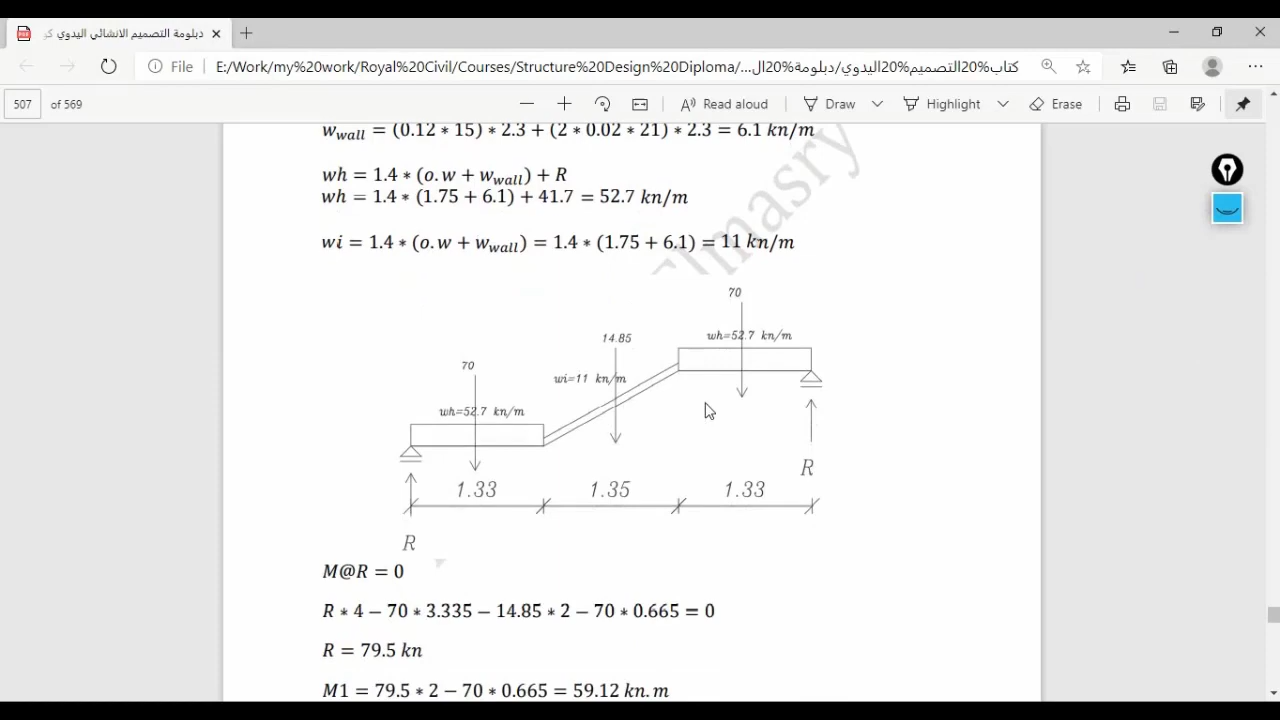 دبلومة التصميم الانشائي اليدوي ک
File E:/Work/my%20work/Royal%20Civil/Courses/Structure%20Design%20Diploma/...كتاب%20التصميم%20اليدوي/دبلومة%20ال
507 of 569 Read aloud Draw Highlight Erase
w_wall = (0.12 * 15) * 2.3 + (2 * 0.02 * 21) * 2.3 = 6.1 kn/m
wh = 1.4 * (o.w + w_wall) + R
wh = 1.4 * (1.75 + 6.1) + 41.7 = 52.7 kn/m
wi = 1.4 * (o.w + w_wall) = 1.4 * (1.75 + 6.1) = 11 kn/m
Elmasry
70
14.85
wh=52.7 kn/m
70
wi=11 kn/m
wh=52.7 kn/m
R
1.33 1.35 1.33
R
M@R = 0
R * 4 − 70 * 3.335 − 14.85 * 2 − 70 * 0.665 = 0
R = 79.5 kn
M1 = 79.5 * 2 − 70 * 0.665 = 59.12 kn.m